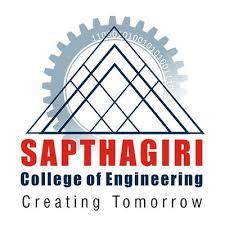 SAPTHAGIRI
College of Engineering
Creating Tomorrow